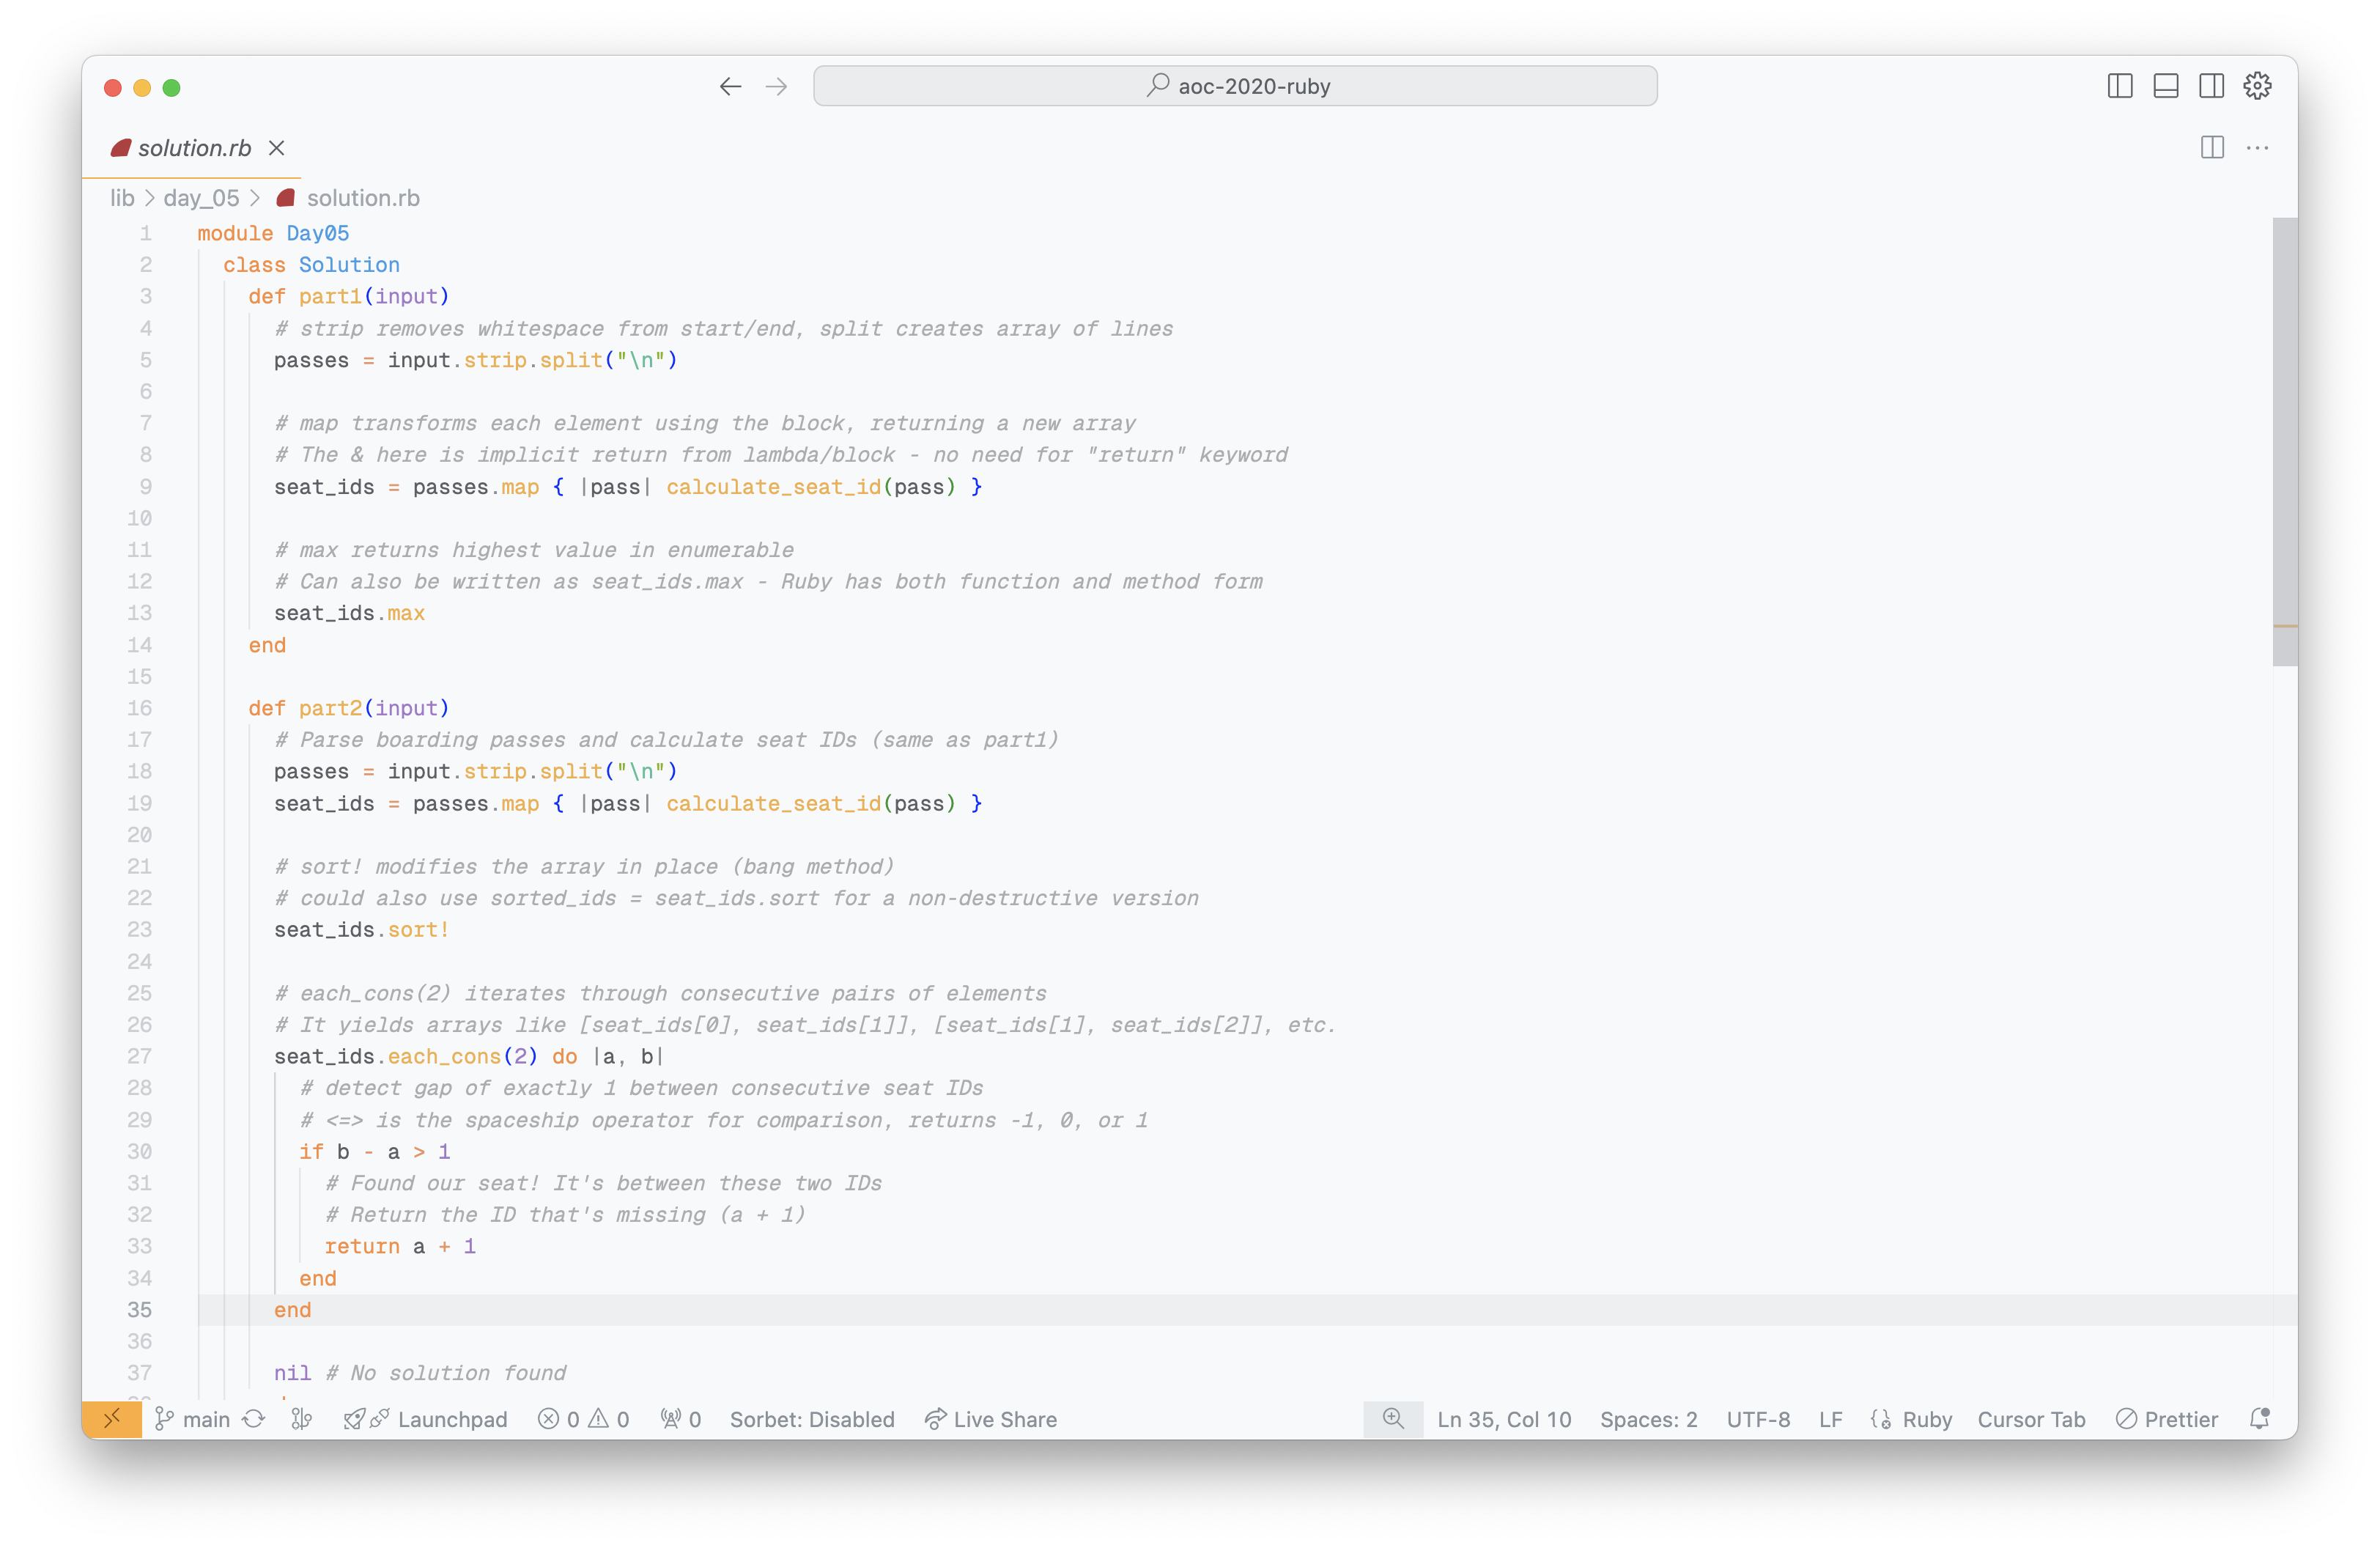 aoc-2020-ruby
solution.rb
lib > day_05 > solution.rb
1 module Day05
2   class Solution
3     def part1(input)
4       # strip removes whitespace from start/end, split creates array of lines
5       passes = input.strip.split("\n")
6
7       # map transforms each element using the block, returning a new array
8       # The & here is implicit return from lambda/block - no need for "return" keyword
9       seat_ids = passes.map { |pass| calculate_seat_id(pass) }
10
11       # max returns highest value in enumerable
12       # Can also be written as seat_ids.max - Ruby has both function and method form
13       seat_ids.max
14     end
15
16     def part2(input)
17       # Parse boarding passes and calculate seat IDs (same as part1)
18       passes = input.strip.split("\n")
19       seat_ids = passes.map { |pass| calculate_seat_id(pass) }
20
21       # sort! modifies the array in place (bang method)
22       # could also use sorted_ids = seat_ids.sort for a non-destructive version
23       seat_ids.sort!
24
25       # each_cons(2) iterates through consecutive pairs of elements
26       # It yields arrays like [seat_ids[0], seat_ids[1]], [seat_ids[1], seat_ids[2]], etc.
27       seat_ids.each_cons(2) do |a, b|
28         # detect gap of exactly 1 between consecutive seat IDs
29         # <=> is the spaceship operator for comparison, returns -1, 0, or 1
30         if b - a > 1
31           # Found our seat! It's between these two IDs
32           # Return the ID that's missing (a + 1)
33           return a + 1
34         end
35       end
36
37       nil # No solution found
main Launchpad 0 0 0 Sorbet: Disabled Live Share Ln 35, Col 10 Spaces: 2 UTF-8 LF Ruby Cursor Tab Prettier